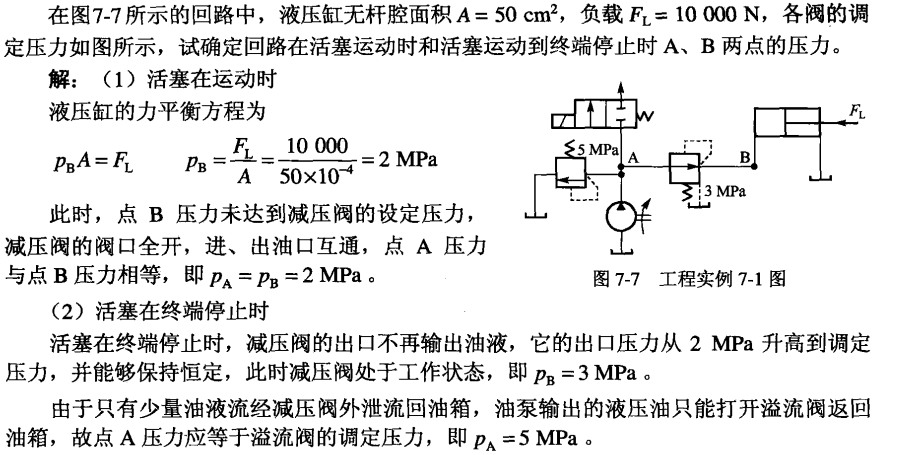 在图7-7所示的回路中，液压缸无杆腔面积 A = 50 cm²，负载 F_L = 10 000 N，各阀的调
定压力如图所示，试确定回路在活塞运动时和活塞运动到终端停止时 A、B 两点的压力。
解：（1）活塞在运动时
液压缸的力平衡方程为
p_B A = F_L  p_B = F_L / A = 10 000 / 50×10⁻⁴ = 2 MPa
此时，点 B 压力未达到减压阀的设定压力，
减压阀的阀口全开，进、出油口互通，点 A 压力
与点 B 压力相等，即 p_A = p_B = 2 MPa 。
5 MPa
A
B
F_L
3 MPa
图 7-7 工程实例 7-1 图
（2）活塞在终端停止时
活塞在终端停止时，减压阀的出口不再输出油液，它的出口压力从 2 MPa 升高到调定
压力，并能够保持恒定，此时减压阀处于工作状态，即 p_B = 3 MPa 。
由于只有少量油液流经减压阀外泄流回油箱，油泵输出的液压油只能打开溢流阀返回
油箱，故点 A 压力应等于溢流阀的调定压力，即 p_A = 5 MPa 。